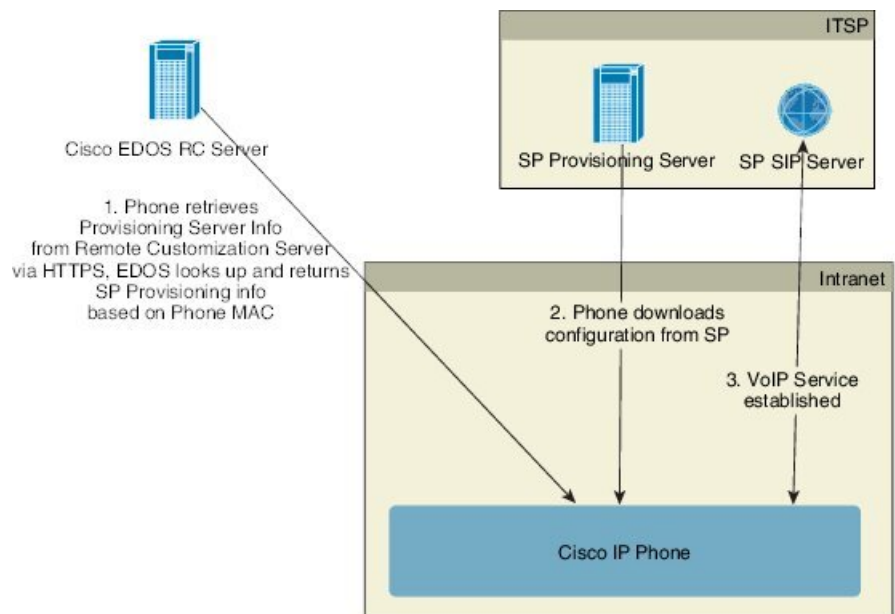 ITSP
Cisco EDOS RC Server
SP Provisioning Server
SP SIP Server
1. Phone retrieves
Provisioning Server Info
from Remote Customization Server
via HTTPS, EDOS looks up and returns
SP Provisioning info
based on Phone MAC
Intranet
2. Phone downloads
configuration from SP
3. VoIP Service
established
Cisco IP Phone